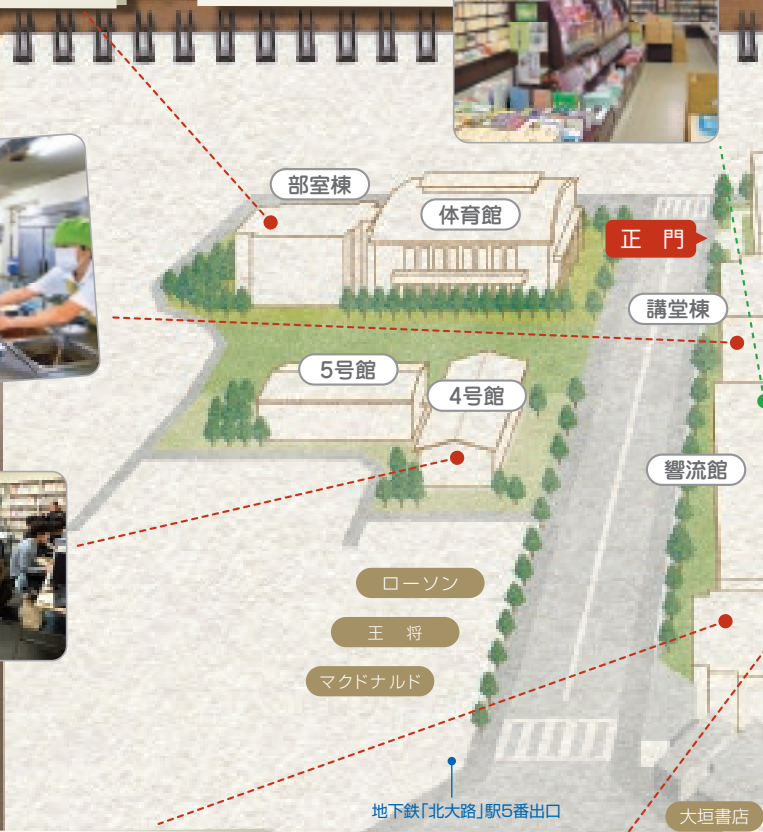 部室棟
体育館
正 門
講堂棟
5号館
4号館
響流館
ローソン
王 将
マクドナルド
地下鉄「北大路」駅5番出口
大垣書店